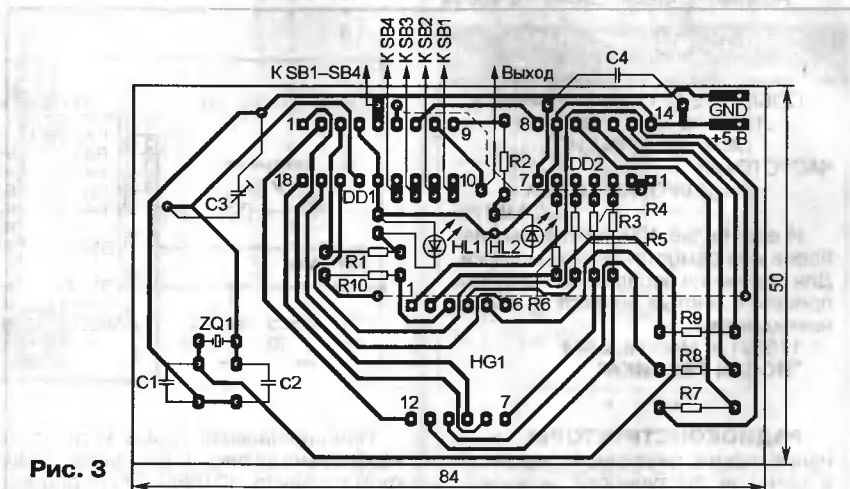 К SB4
К SB3
К SB2
К SB1
К SB1–SB4
Выход
C4
GND
+5 В
1
9
8
14
R2
DD2
18
DD1
10
7
1
C3
HL1
HL2
R3
R4
R5
R1
R10
1
6
R6
ZQ1
HG1
R9
R8
R7
C1
C2
12
7
50
84
Рис. 3